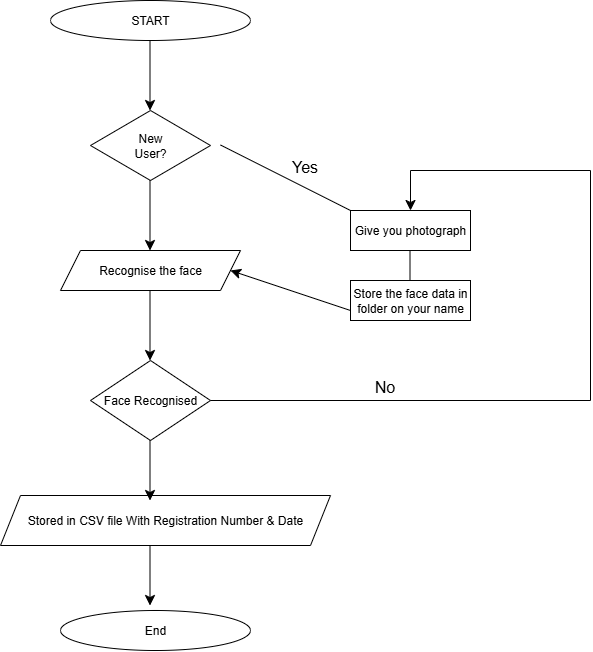 START
New
User?
Yes
Give you photograph
Recognise the face
Store the face data in
folder on your name
No
Face Recognised
Stored in CSV file With Registration Number & Date
End